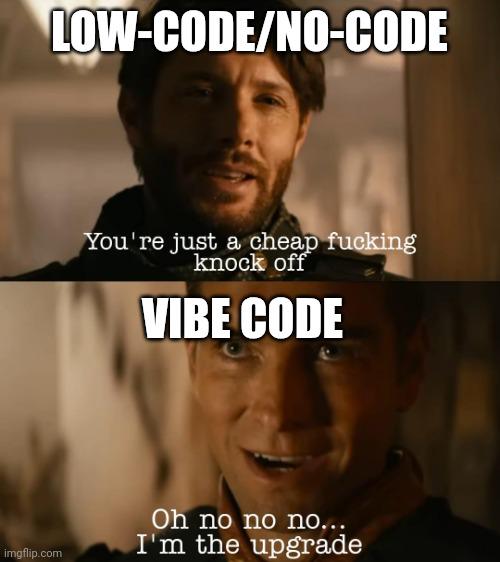 LOW-CODE/NO-CODE
You're just a cheap fucking
knock off
VIBE CODE
Oh no no no...
I'm the upgrade
imgflip.com